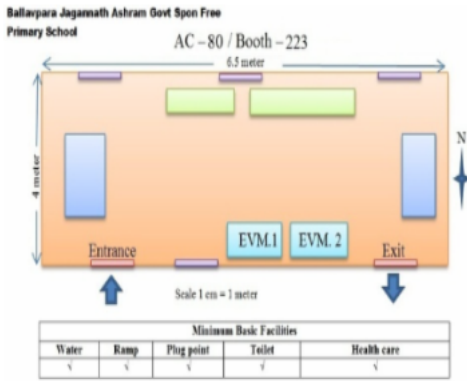 Ballavpara Jagannath Ashram Govt Spon Free
Primary School
AC – 80 / Booth – 223
6.5 meter
4 meter
N
EVM.1 EVM. 2
Entrance Exit
Scale 1 cm = 1 meter
Minimum Basic Facilities
Water Ramp Plug point Toilet Health care
√ √ √ √ √